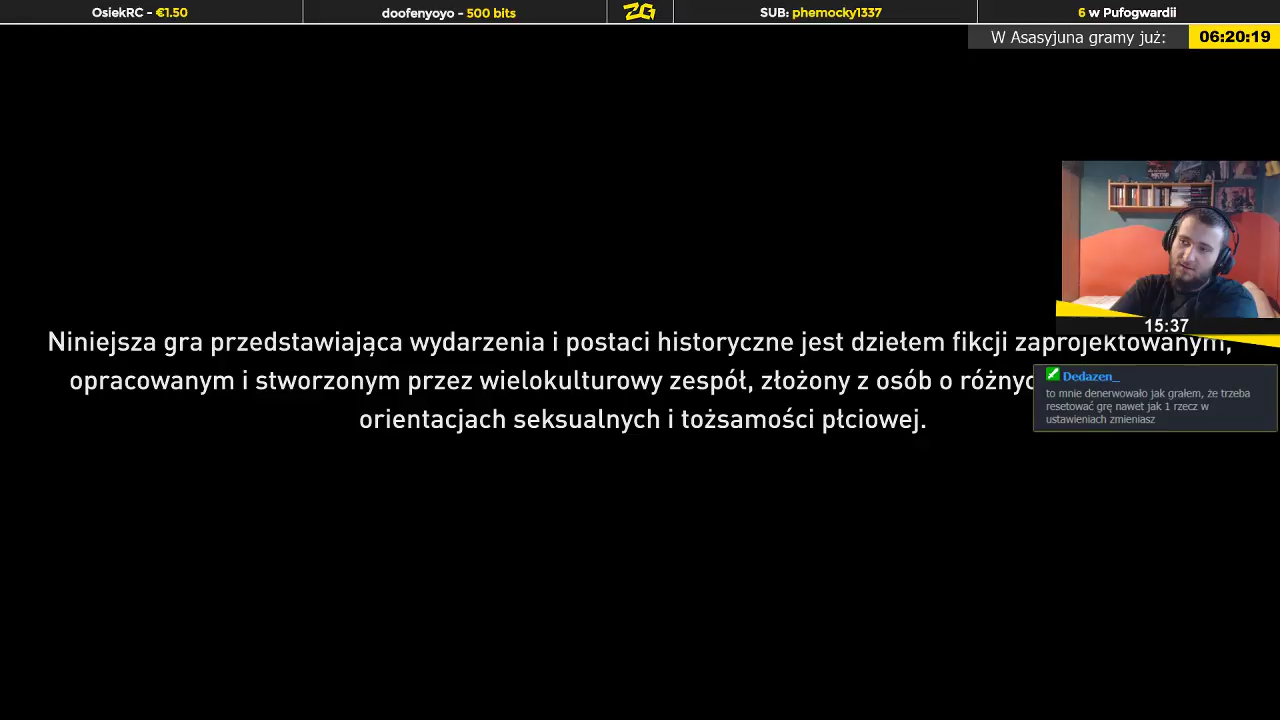 OsiekRC - €1.50
doofenyoyo - 500 bits
ZG
SUB: phemocky1337
6 w Pufogwardii
W Asasyjuna gramy już: 06:20:19
15:37
Niniejsza gra przedstawiająca wydarzenia i postaci historyczne jest dziełem fikcji zaprojektowanym,
opracowanym i stworzonym przez wielokulturowy zespół, złożony z osób o
orientacjach seksualnych i tożsamości płciowej.
Dedazen_
to mnie denerwowało jak grałem, że trzeba
resetować grę nawet jak 1 rzecz w
ustawieniach zmieniasz